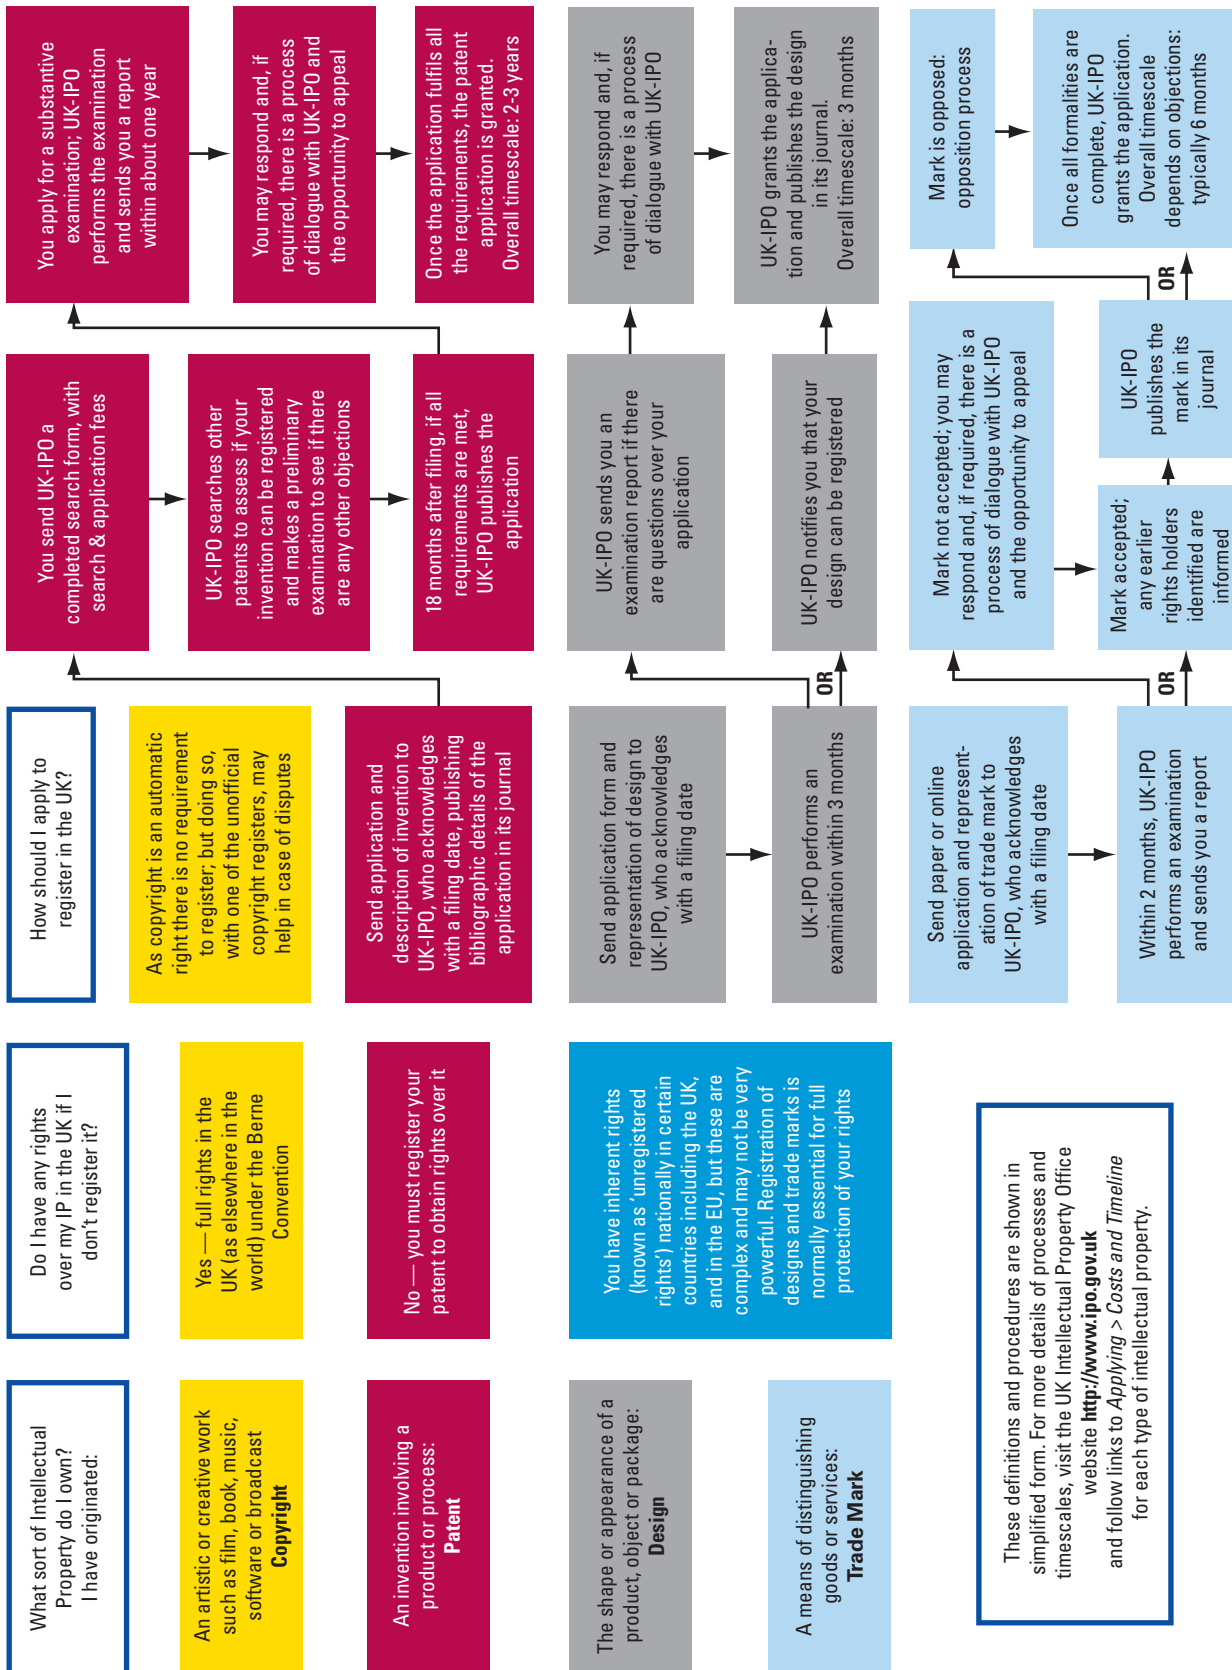 What sort of Intellectual
Property do I own?
I have originated:
Do I have any rights
over my IP in the UK if I
don't register it?
How should I apply to
register in the UK?
An artistic or creative work
such as film, book, music,
software or broadcast
Copyright
Yes — full rights in the
UK (as elsewhere in the
world) under the Berne
Convention
As copyright is an automatic
right there is no requirement
to register; but doing so,
with one of the unofficial
copyright registers, may
help in case of disputes
An invention involving a
product or process:
Patent
No — you must register your
patent to obtain rights over it
Send application and
description of invention to
UK-IPO, who acknowledges
with a filing date, publishing
bibliographic details of the
application in its journal
You send UK-IPO a
completed search form, with
search & application fees
UK-IPO searches other
patents to assess if your
invention can be registered
and makes a preliminary
examination to see if there
are any other objections
18 months after filing, if all
requirements are met,
UK-IPO publishes the
application
You apply for a substantive
examination; UK-IPO
performs the examination
and sends you a report
within about one year
You may respond and, if
required, there is a process
of dialogue with UK-IPO and
the opportunity to appeal
Once the application fulfils all
the requirements, the patent
application is granted.
Overall timescale: 2-3 years
The shape or appearance of a
product, object or package:
Design
A means of distinguishing
goods or services:
Trade Mark
You have inherent rights
(known as 'unregistered
rights') nationally in certain
countries including the UK,
and in the EU, but these are
complex and may not be very
powerful. Registration of
designs and trade marks is
normally essential for full
protection of your rights
Send application form and
representation of design to
UK-IPO, who acknowledges
with a filing date
UK-IPO performs an
examination within 3 months
OR
UK-IPO sends you an
examination report if there
are questions over your
application
UK-IPO notifies you that your
design can be registered
You may respond and, if
required, there is a process
of dialogue with UK-IPO
UK-IPO grants the applica-
tion and publishes the design
in its journal.
Overall timescale: 3 months
Send paper or online
application and represent-
ation of trade mark to
UK-IPO, who acknowledges
with a filing date
Within 2 months, UK-IPO
performs an examination
and sends you a report
OR
Mark not accepted; you may
respond and, if required, there is a
process of dialogue with UK-IPO
and the opportunity to appeal
Mark accepted;
any earlier
rights holders
identified are
informed
UK-IPO
publishes the
mark in its
journal
OR
Mark is opposed:
opposition process
Once all formalities are
complete, UK-IPO
grants the application.
Overall timescale
depends on objections:
typically 6 months
These definitions and procedures are shown in
simplified form. For more details of processes and
timescales, visit the UK Intellectual Property Office
website http://www.ipo.gov.uk
and follow links to Applying > Costs and Timeline
for each type of intellectual property.